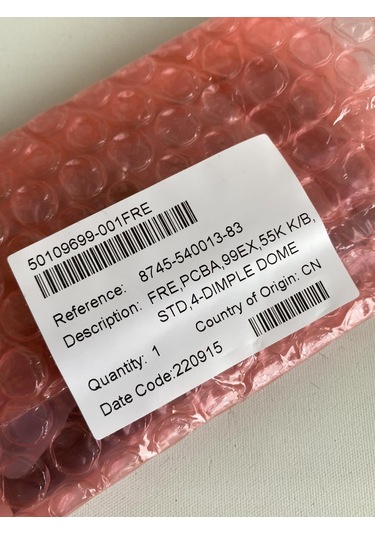 50109699-001FRE
Reference: 8745-540013-83
Description: FRE,PCBA,99EX,55K K/B,
STD,4-DIMPLE DOME
Quantity: 1 Country of Origin: CN
Date Code:220915